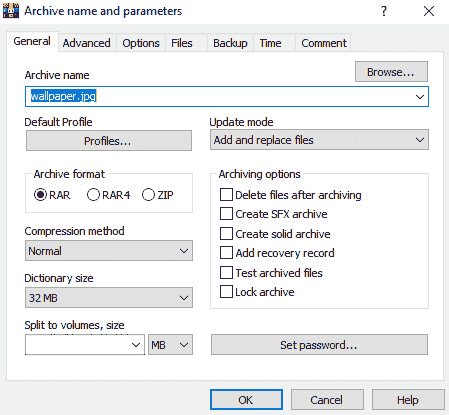 Archive name and parameters
General Advanced Options Files Backup Time Comment
Archive name
Browse...
wallpaper.jpg
Default Profile
Update mode
Profiles...
Add and replace files
Archive format
RAR RAR4 ZIP
Archiving options
Delete files after archiving
Create SFX archive
Create solid archive
Add recovery record
Test archived files
Lock archive
Compression method
Normal
Dictionary size
32 MB
Split to volumes, size
MB
Set password...
OK Cancel Help